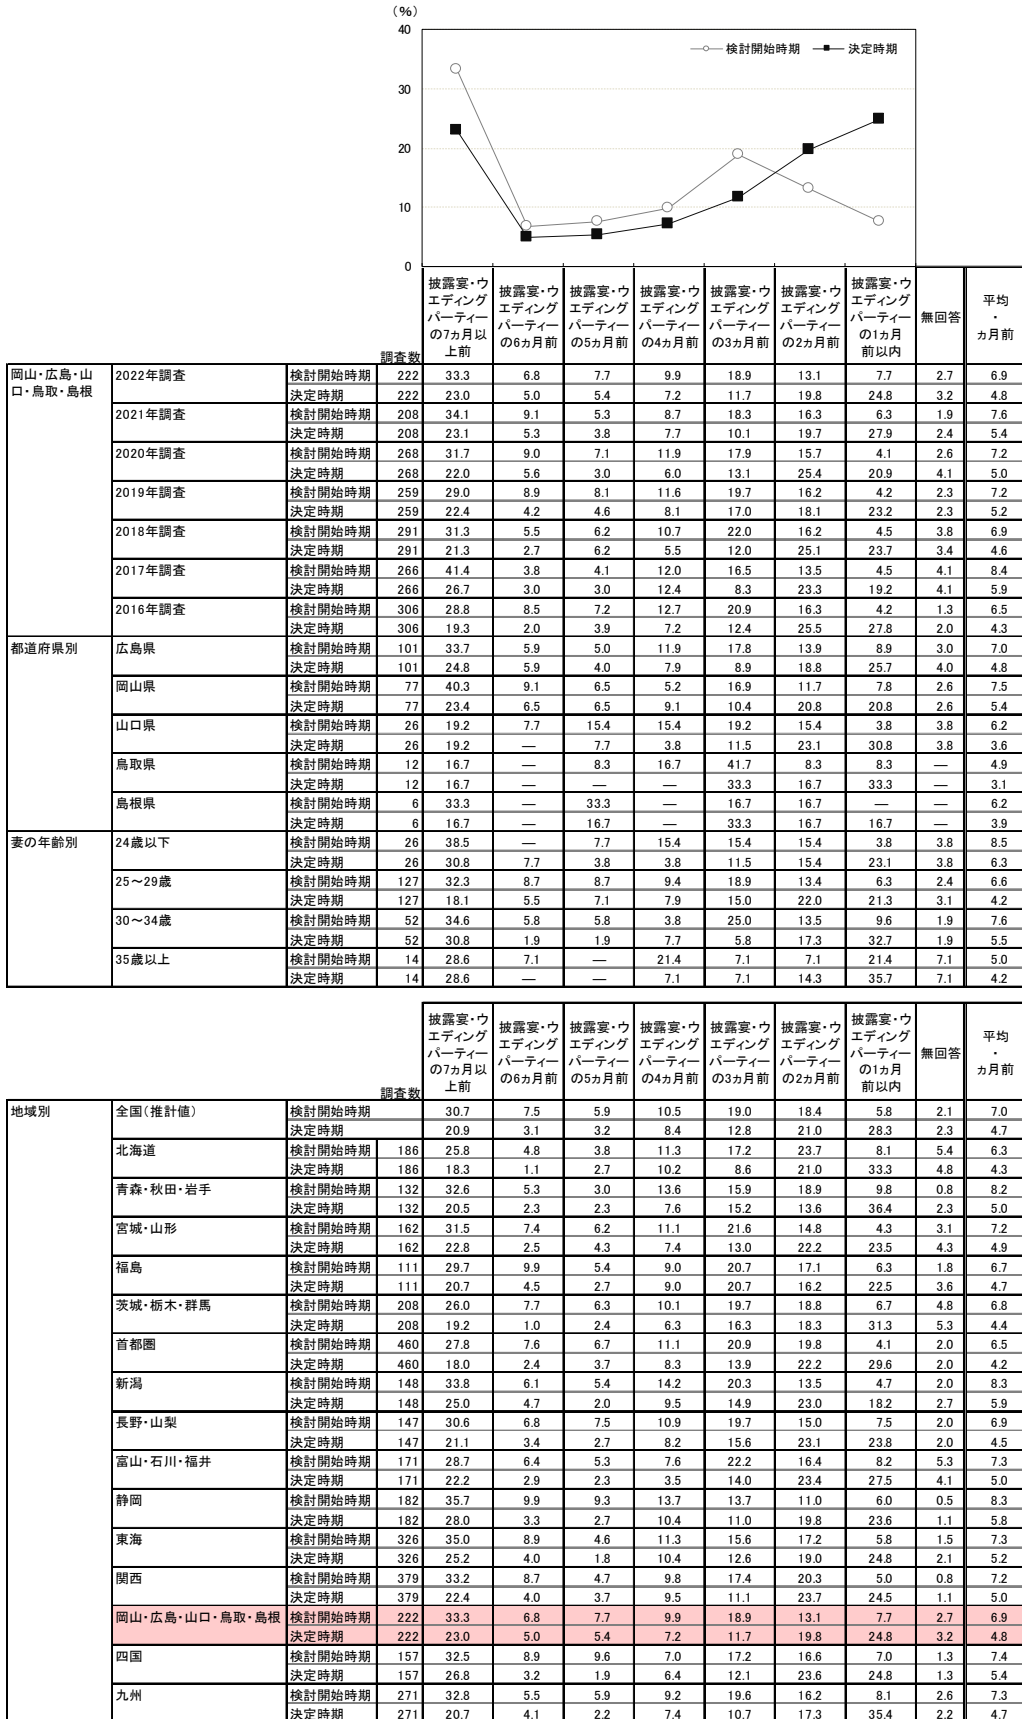 (%)
40
30
20
10
0
検討開始時期 決定時期
調査数 披露宴・ウエディングパーティーの7ヵ月以上前 披露宴・ウエディングパーティーの6ヵ月前 披露宴・ウエディングパーティーの5ヵ月前 披露宴・ウエディングパーティーの4ヵ月前 披露宴・ウエディングパーティーの3ヵ月前 披露宴・ウエディングパーティーの2ヵ月前 披露宴・ウエディングパーティーの1ヵ月前以内 無回答 平均・ヵ月前
岡山・広島・山口・鳥取・島根 2022年調査 検討開始時期 222 33.3 6.8 7.7 9.9 18.9 13.1 7.7 2.7 6.9
決定時期 222 23.0 5.0 5.4 7.2 11.7 19.8 24.8 3.2 4.8
2021年調査 検討開始時期 208 34.1 9.1 5.3 8.7 18.3 16.3 6.3 1.9 7.6
決定時期 208 23.1 5.3 3.8 7.7 10.1 19.7 27.9 2.4 5.4
2020年調査 検討開始時期 268 31.7 9.0 7.1 11.9 17.9 15.7 4.1 2.6 7.2
決定時期 268 22.0 5.6 3.0 6.0 13.1 25.4 20.9 4.1 5.0
2019年調査 検討開始時期 259 29.0 8.9 8.1 11.6 19.7 16.2 4.2 2.3 7.2
決定時期 259 22.4 4.2 4.6 8.1 17.0 18.1 23.2 2.3 5.2
2018年調査 検討開始時期 291 31.3 5.5 6.2 10.7 22.0 16.2 4.5 3.8 6.9
決定時期 291 21.3 2.7 6.2 5.5 12.0 25.1 23.7 3.4 4.6
2017年調査 検討開始時期 266 41.4 3.8 4.1 12.0 16.5 13.5 4.5 4.1 8.4
決定時期 266 26.7 3.0 3.0 12.4 8.3 23.3 19.2 4.1 5.9
2016年調査 検討開始時期 306 28.8 8.5 7.2 12.7 20.9 16.3 4.2 1.3 6.5
決定時期 306 19.3 2.0 3.9 7.2 12.4 25.5 27.8 2.0 4.3
都道府県別 広島県 検討開始時期 101 33.7 5.9 5.0 11.9 17.8 13.9 8.9 3.0 7.0
決定時期 101 24.8 5.9 4.0 7.9 8.9 18.8 25.7 4.0 4.8
岡山県 検討開始時期 77 40.3 9.1 6.5 5.2 16.9 11.7 7.8 2.6 7.5
決定時期 77 23.4 6.5 6.5 9.1 10.4 20.8 20.8 2.6 5.4
山口県 検討開始時期 26 19.2 7.7 15.4 15.4 19.2 15.4 3.8 3.8 6.2
決定時期 26 19.2 — 7.7 3.8 11.5 23.1 30.8 3.8 3.6
鳥取県 検討開始時期 12 16.7 — 8.3 16.7 41.7 8.3 8.3 — 4.9
決定時期 12 16.7 — — — 33.3 16.7 33.3 — 3.1
島根県 検討開始時期 6 33.3 — 33.3 — 16.7 16.7 — — 6.2
決定時期 6 16.7 — 16.7 — 33.3 16.7 16.7 — 3.9
妻の年齢別 24歳以下 検討開始時期 26 38.5 — 7.7 15.4 15.4 15.4 3.8 3.8 8.5
決定時期 26 30.8 7.7 3.8 3.8 11.5 15.4 23.1 3.8 6.3
25～29歳 検討開始時期 127 32.3 8.7 8.7 9.4 18.9 13.4 6.3 2.4 6.6
決定時期 127 18.1 5.5 7.1 7.9 15.0 22.0 21.3 3.1 4.2
30～34歳 検討開始時期 52 34.6 5.8 5.8 3.8 25.0 13.5 9.6 1.9 7.6
決定時期 52 30.8 1.9 1.9 7.7 5.8 17.3 32.7 1.9 5.5
35歳以上 検討開始時期 14 28.6 7.1 — 21.4 7.1 7.1 21.4 7.1 5.0
決定時期 14 28.6 — — 7.1 7.1 14.3 35.7 7.1 4.2
調査数 披露宴・ウエディングパーティーの7ヵ月以上前 披露宴・ウエディングパーティーの6ヵ月前 披露宴・ウエディングパーティーの5ヵ月前 披露宴・ウエディングパーティーの4ヵ月前 披露宴・ウエディングパーティーの3ヵ月前 披露宴・ウエディングパーティーの2ヵ月前 披露宴・ウエディングパーティーの1ヵ月前以内 無回答 平均・ヵ月前
地域別 全国(推計値) 検討開始時期 30.7 7.5 5.9 10.5 19.0 18.4 5.8 2.1 7.0
決定時期 20.9 3.1 3.2 8.4 12.8 21.0 28.3 2.3 4.7
北海道 検討開始時期 186 25.8 4.8 3.8 11.3 17.2 23.7 8.1 5.4 6.3
決定時期 186 18.3 1.1 2.7 10.2 8.6 21.0 33.3 4.8 4.3
青森・秋田・岩手 検討開始時期 132 32.6 5.3 3.0 13.6 15.9 18.9 9.8 0.8 8.2
決定時期 132 20.5 2.3 2.3 7.6 15.2 13.6 36.4 2.3 5.0
宮城・山形 検討開始時期 162 31.5 7.4 6.2 11.1 21.6 14.8 4.3 3.1 7.2
決定時期 162 22.8 2.5 4.3 7.4 13.0 22.2 23.5 4.3 4.9
福島 検討開始時期 111 29.7 9.9 5.4 9.0 20.7 17.1 6.3 1.8 6.7
決定時期 111 20.7 4.5 2.7 9.0 20.7 16.2 22.5 3.6 4.7
茨城・栃木・群馬 検討開始時期 208 26.0 7.7 6.3 10.1 19.7 18.8 6.7 4.8 6.8
決定時期 208 19.2 1.0 2.4 6.3 16.3 18.3 31.3 5.3 4.4
首都圏 検討開始時期 460 27.8 7.6 6.7 11.1 20.9 19.8 4.1 2.0 6.5
決定時期 460 18.0 2.4 3.7 8.3 13.9 22.2 29.6 2.0 4.2
新潟 検討開始時期 148 33.8 6.1 5.4 14.2 20.3 13.5 4.7 2.0 8.3
決定時期 148 25.0 4.7 2.0 9.5 14.9 23.0 18.2 2.7 5.9
長野・山梨 検討開始時期 147 30.6 6.8 7.5 10.9 19.7 15.0 7.5 2.0 6.9
決定時期 147 21.1 3.4 2.7 8.2 15.6 23.1 23.8 2.0 4.5
富山・石川・福井 検討開始時期 171 28.7 6.4 5.3 7.6 22.2 16.4 8.2 5.3 7.3
決定時期 171 22.2 2.9 2.3 3.5 14.0 23.4 27.5 4.1 5.0
静岡 検討開始時期 182 35.7 9.9 9.3 13.7 13.7 11.0 6.0 0.5 8.3
決定時期 182 28.0 3.3 2.7 10.4 11.0 19.8 23.6 1.1 5.8
東海 検討開始時期 326 35.0 8.9 4.6 11.3 15.6 17.2 5.8 1.5 7.3
決定時期 326 25.2 4.0 1.8 10.4 12.6 19.0 24.8 2.1 5.2
関西 検討開始時期 379 33.2 8.7 4.7 9.8 17.4 20.3 5.0 0.8 7.2
決定時期 379 22.4 4.0 3.7 9.5 11.1 23.7 24.5 1.1 5.0
岡山・広島・山口・鳥取・島根 検討開始時期 222 33.3 6.8 7.7 9.9 18.9 13.1 7.7 2.7 6.9
決定時期 222 23.0 5.0 5.4 7.2 11.7 19.8 24.8 3.2 4.8
四国 検討開始時期 157 32.5 8.9 9.6 7.0 17.2 16.6 7.0 1.3 7.4
決定時期 157 26.8 3.2 1.9 6.4 12.1 23.6 24.8 1.3 5.4
九州 検討開始時期 271 32.8 5.5 5.9 9.2 19.6 16.2 8.1 2.6 7.3
決定時期 271 20.7 4.1 2.2 7.4 10.7 17.3 35.4 2.2 4.7